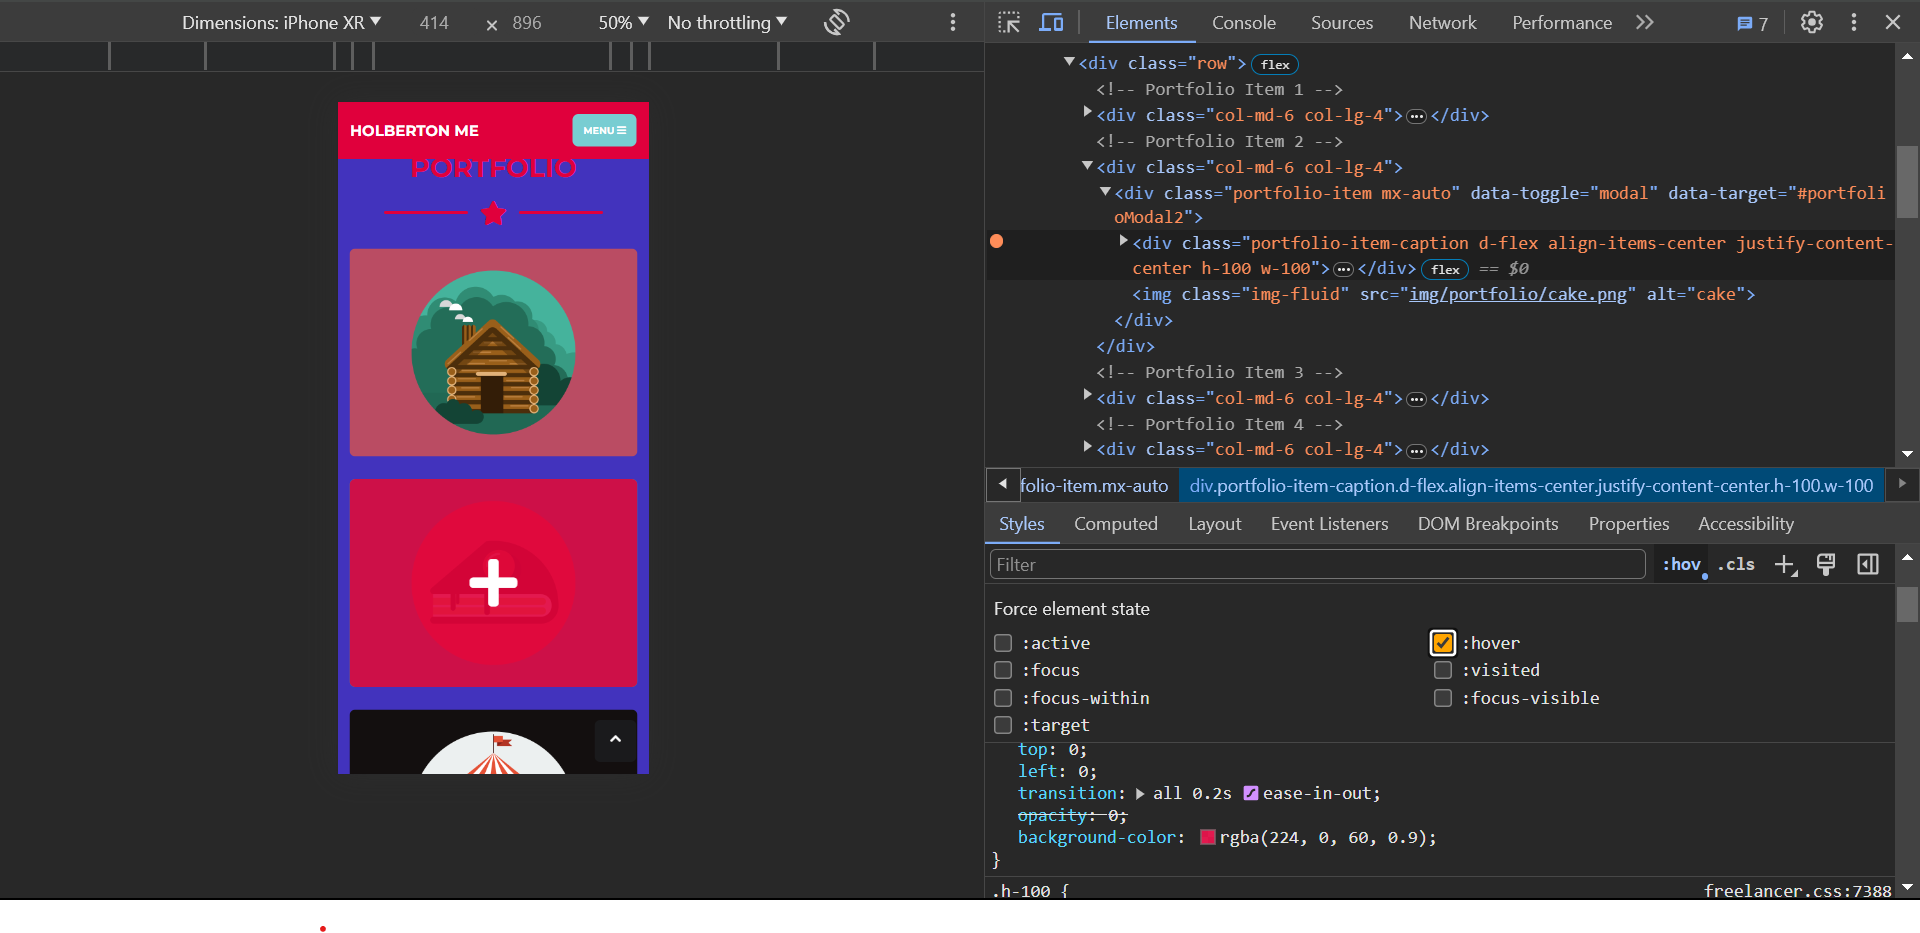 Dimensions: iPhone XR 414 × 896 50% No throttling
HOLBERTON ME
MENU
PORTFOLIO
Elements Console Sources Network Performance 7
<div class="row"> flex
<!-- Portfolio Item 1 -->
<div class="col-md-6 col-lg-4"> ••• </div>
<!-- Portfolio Item 2 -->
<div class="col-md-6 col-lg-4">
<div class="portfolio-item mx-auto" data-toggle="modal" data-target="#portfoli
oModal2">
<div class="portfolio-item-caption d-flex align-items-center justify-content-
center h-100 w-100"> ••• </div> flex == $0
<img class="img-fluid" src="img/portfolio/cake.png" alt="cake">
</div>
</div>
<!-- Portfolio Item 3 -->
<div class="col-md-6 col-lg-4"> ••• </div>
<!-- Portfolio Item 4 -->
<div class="col-md-6 col-lg-4"> ••• </div>
folio-item.mx-auto div.portfolio-item-caption.d-flex.align-items-center.justify-content-center.h-100.w-100
Styles Computed Layout Event Listeners DOM Breakpoints Properties Accessibility
Filter :hov .cls
Force element state
:active :hover
:focus :visited
:focus-within :focus-visible
:target
top: 0;
left: 0;
transition: all 0.2s ease-in-out;
opacity: 0;
background-color: rgba(224, 0, 60, 0.9);
}
.h-100 { freelancer.css:7388